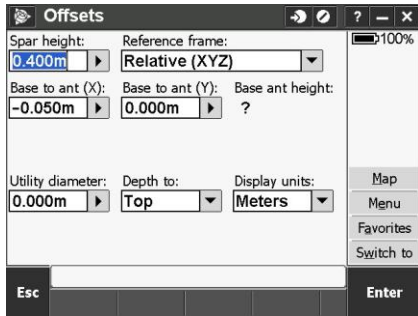 Offsets
? – ×
100%
Spar height: Reference frame:
0.400m Relative (XYZ)
Base to ant (X): Base to ant (Y): Base ant height:
-0.050m 0.000m ?
Utility diameter: Depth to: Display units:
0.000m Top Meters
Map
Menu
Favorites
Switch to
Esc Enter